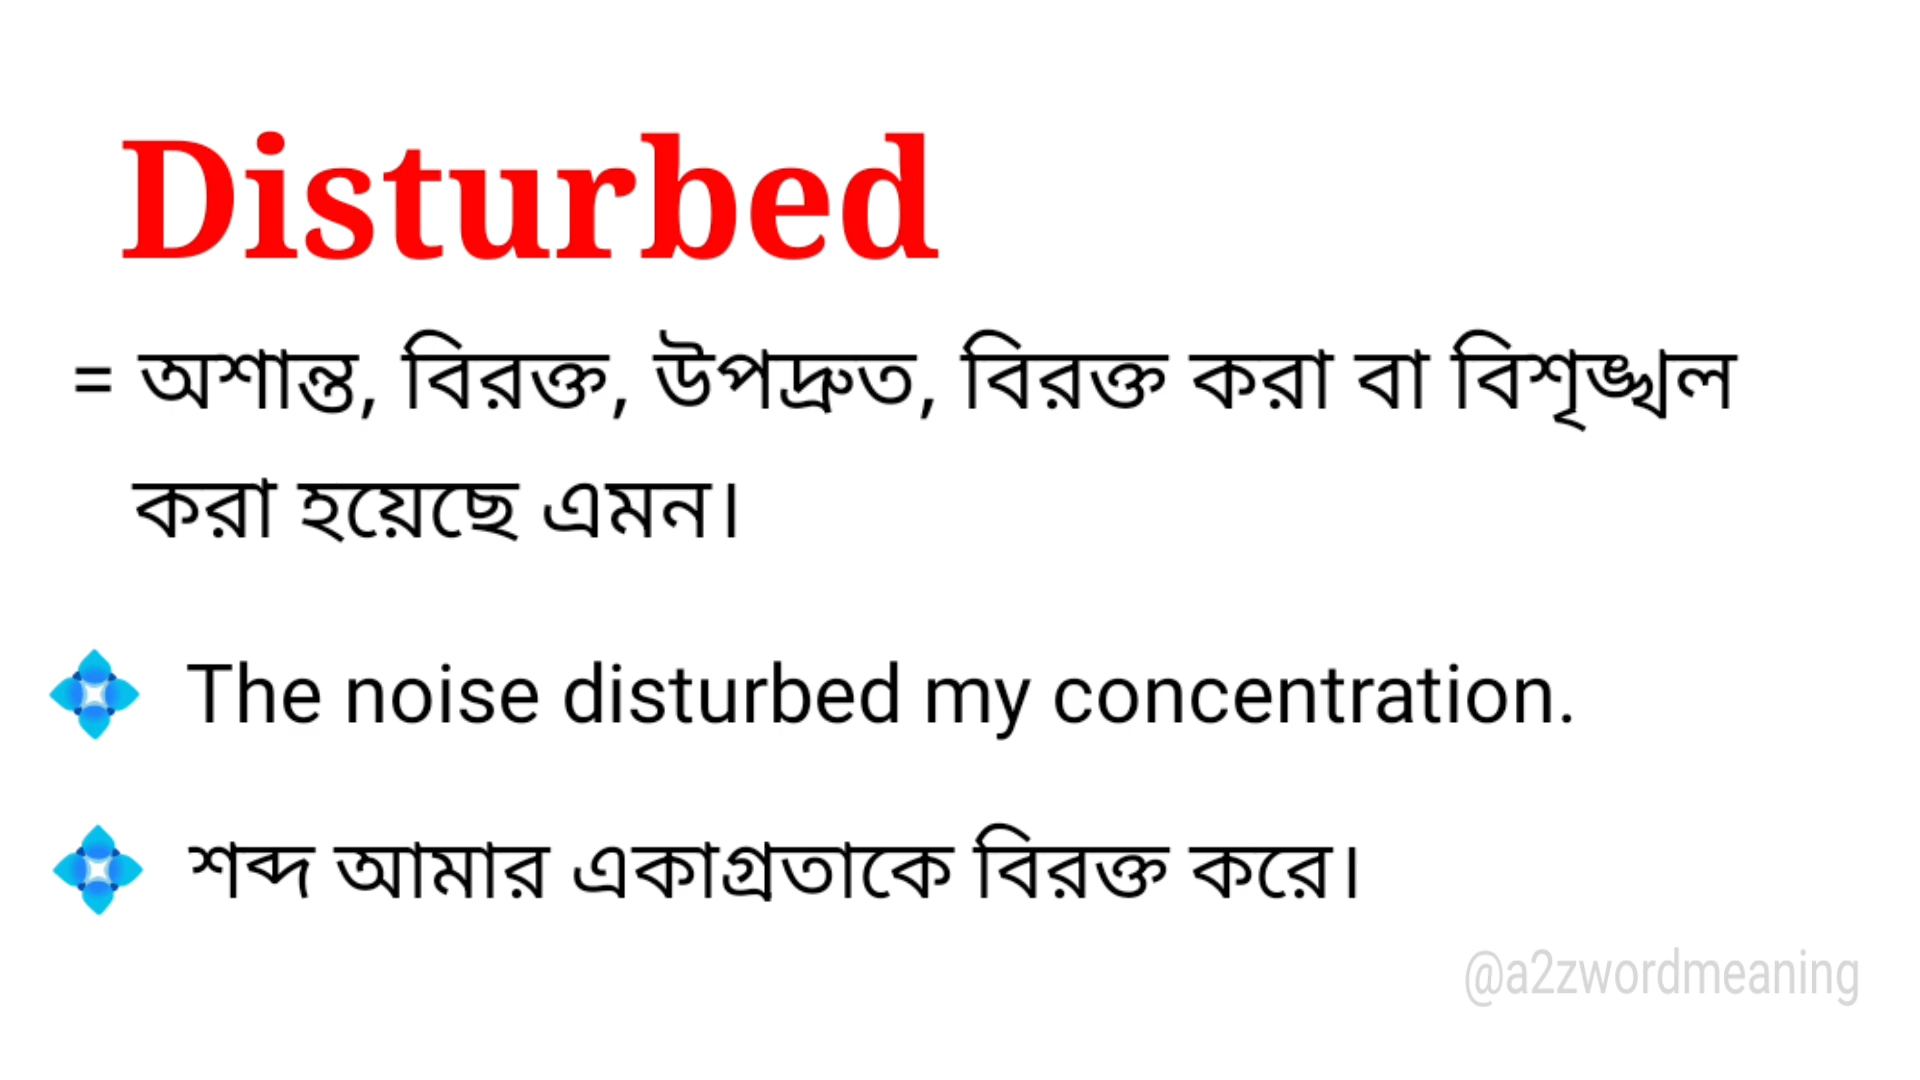 Disturbed
= অশান্ত, বিরক্ত, উপদ্রুত, বিরক্ত করা বা বিশৃঙ্খল
করা হয়েছে এমন।
The noise disturbed my concentration.
শব্দ আমার একাগ্রতাকে বিরক্ত করে।
@a2zwordmeaning